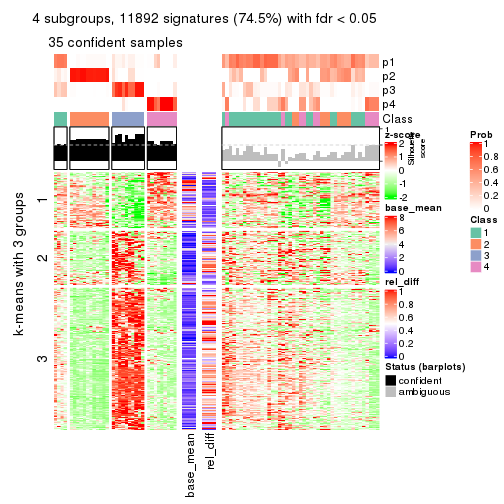 4 subgroups, 11892 signatures (74.5%) with fdr < 0.05
35 confident samples
p1
p2
p3
p4
Class
1
Silhouette
score
k-means with 3 groups
1
2
3
base_mean
rel_diff
z-score
2
1
0
-1
-2
base_mean
8
6
4
2
0
rel_diff
1
0.8
0.6
0.4
0.2
0
Status (barplots)
confident
ambiguous
Prob
1
0.8
0.6
0.4
0.2
0
Class
1
2
3
4